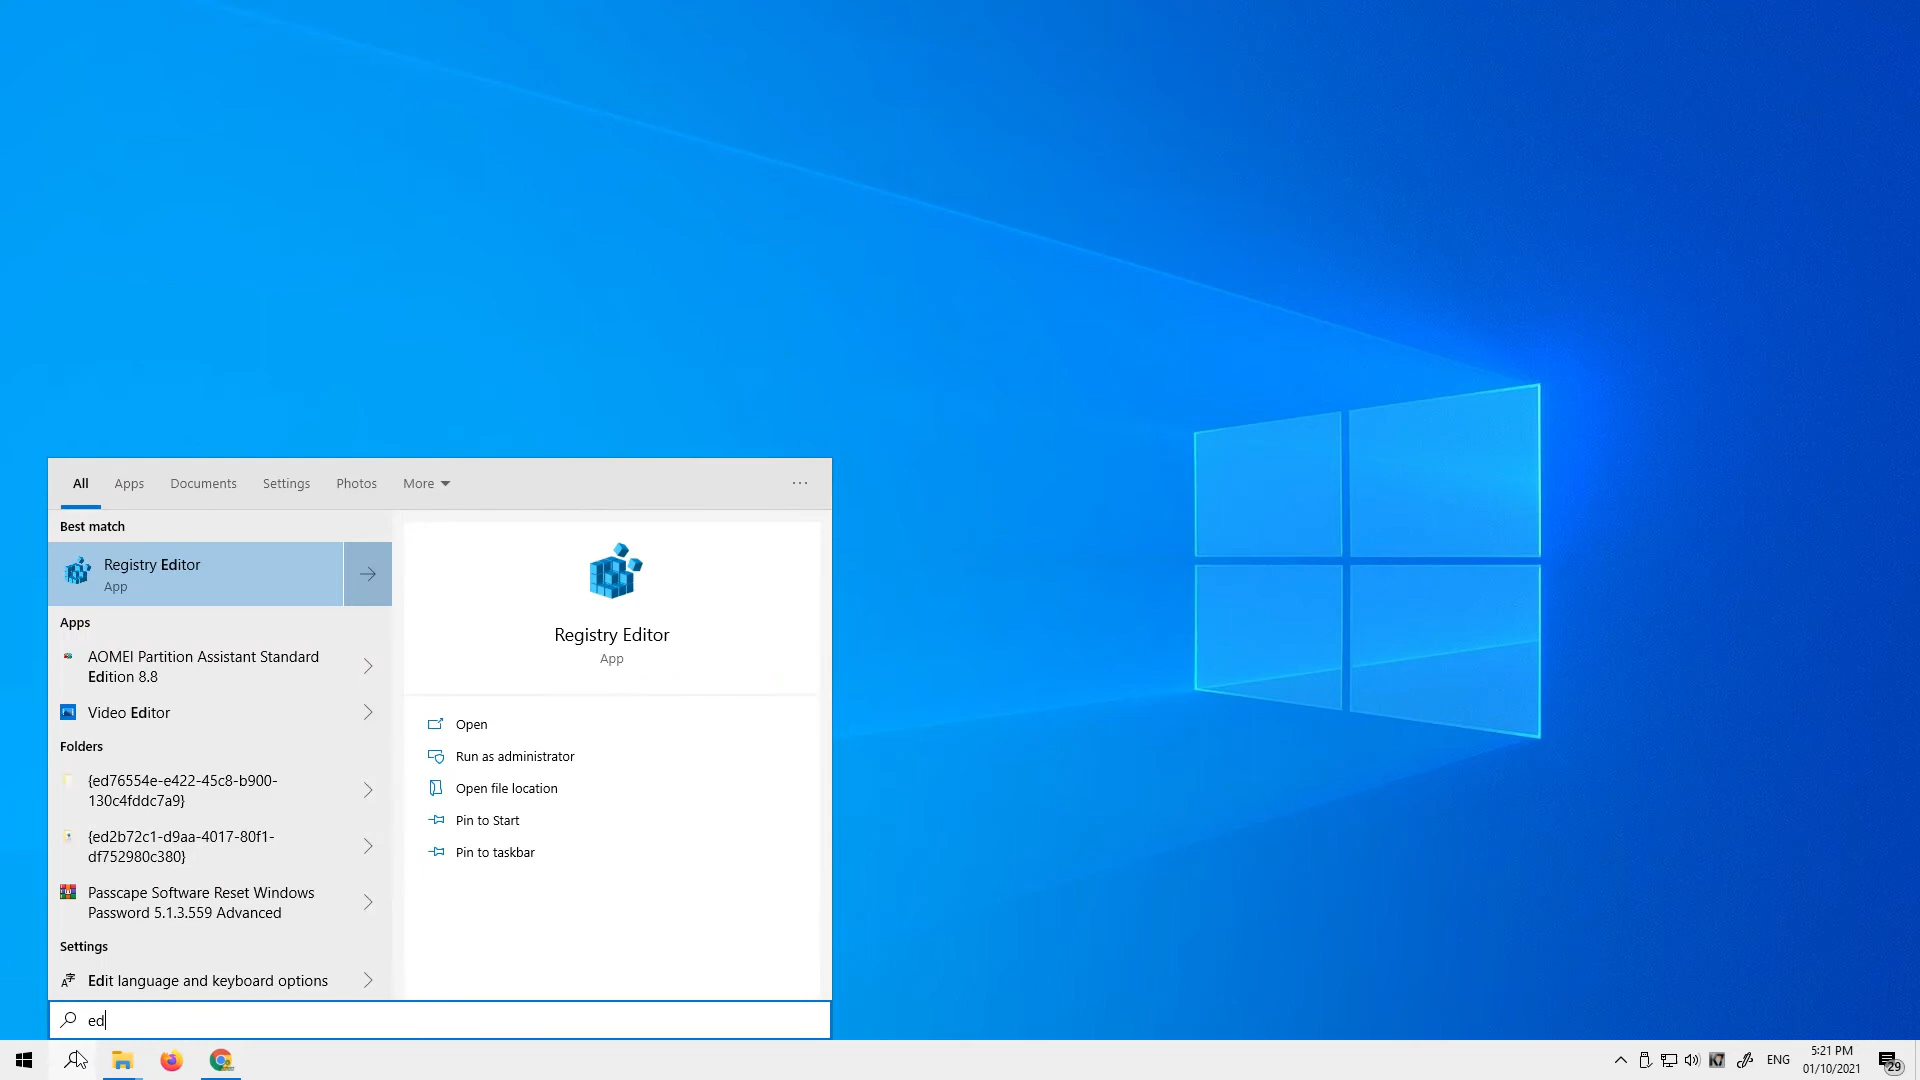 All Apps Documents Settings Photos More ...
Best match
Registry Editor
App
Apps
AOMEI Partition Assistant Standard
Edition 8.8
Video Editor
Folders
{ed76554e-e422-45c8-b900-
130c4fddc7a9}
{ed2b72c1-d9aa-4017-80f1-
df752980c380}
Passcape Software Reset Windows
Password 5.1.3.559 Advanced
Settings
Edit language and keyboard options
Registry Editor
App
Open
Run as administrator
Open file location
Pin to Start
Pin to taskbar
ed
ENG
5:21 PM
01/10/2021
29